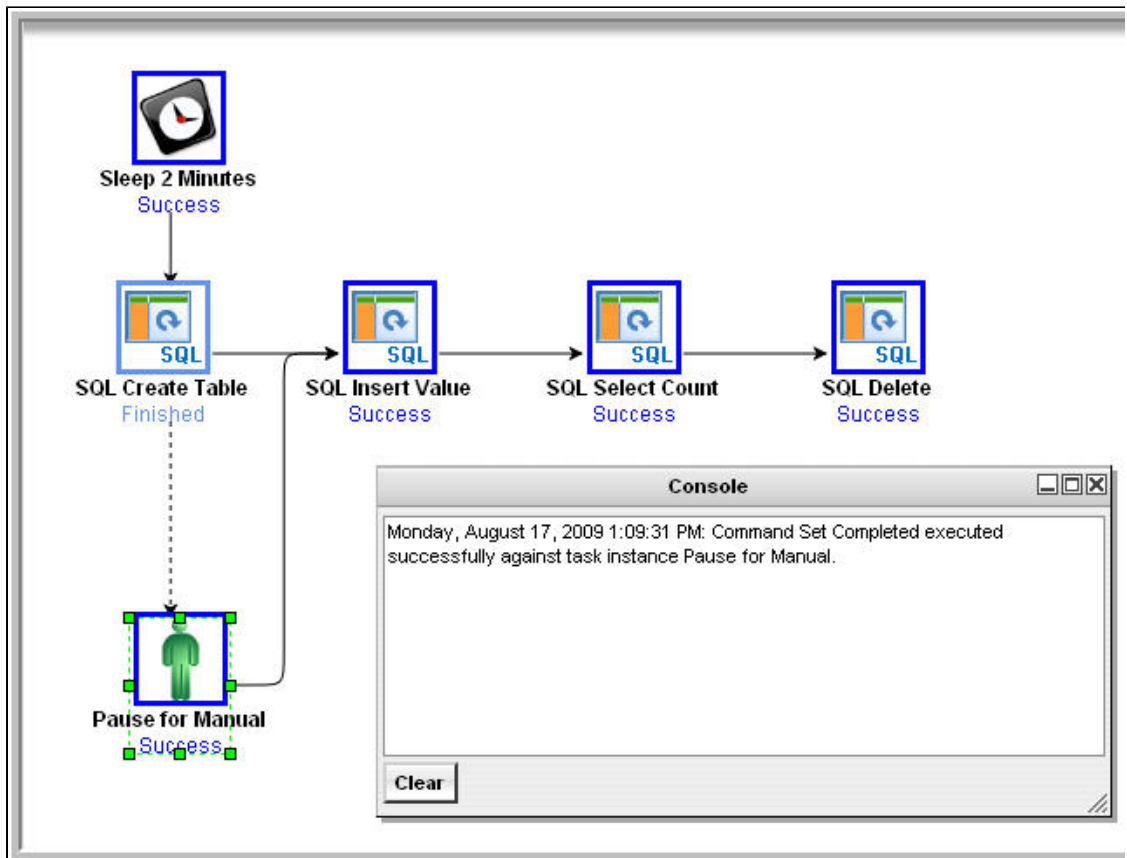 Sleep 2 Minutes
Success
SQL
SQL
SQL
SQL
SQL Create Table
SQL Insert Value
SQL Select Count
SQL Delete
Finished
Success
Success
Success
Console
Monday, August 17, 2009 1:09:31 PM: Command Set Completed executed
successfully against task instance Pause for Manual.
Pause for Manual
Success
Clear